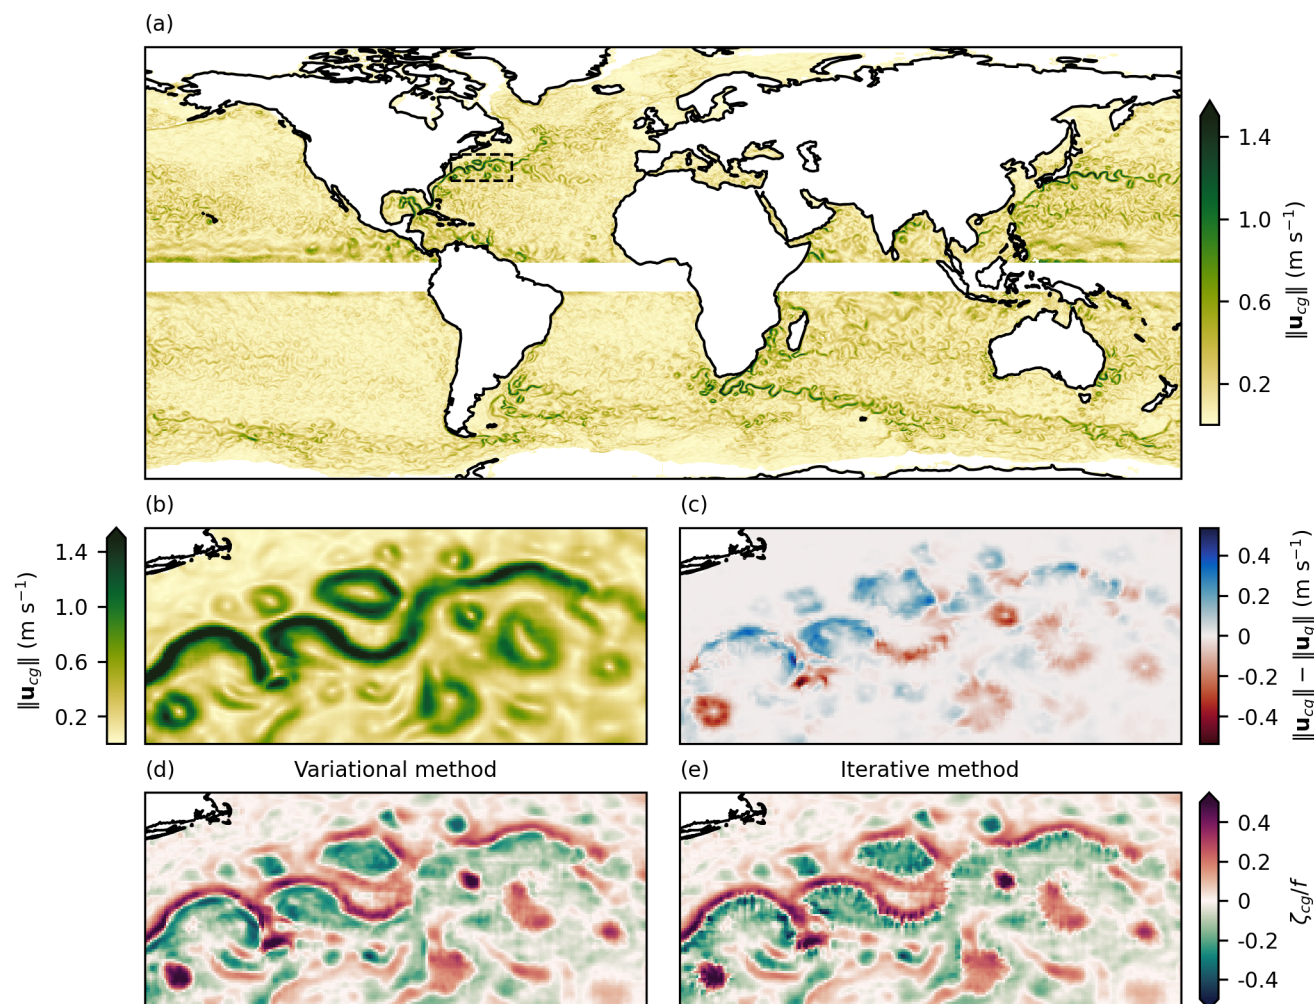 (a)
1.4
1.0
0.6
0.2
‖u_cg‖ (m s⁻¹)
(b)
(c)
1.4
1.0
0.6
0.2
‖u_cg‖ (m s⁻¹)
0.4
0.2
0
-0.2
-0.4
‖u_cg‖ − ‖u_g‖ (m s⁻¹)
(d) Variational method
(e) Iterative method
0.4
0.2
0
-0.2
-0.4
ζ_cg/f